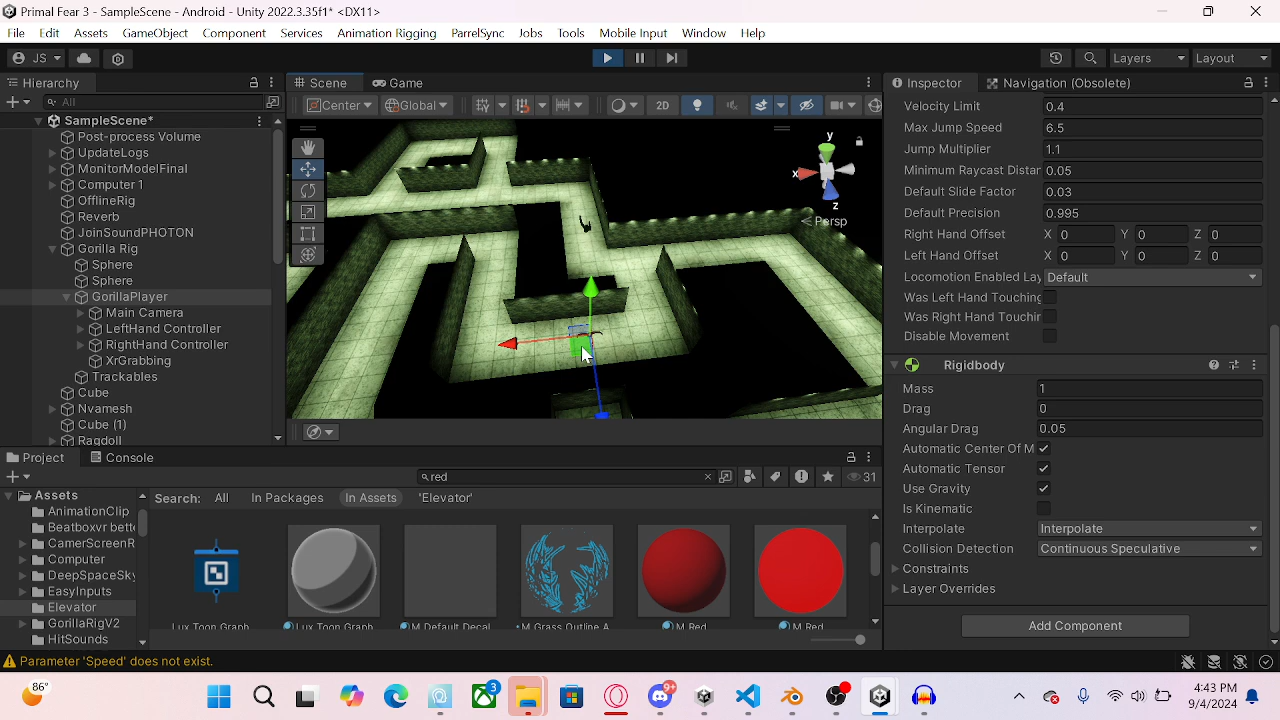 Primal Fear 3 - SampleScene - Android - Unity 2022.3.35f1* <DX11>
File Edit Assets GameObject Component Services Animation Rigging ParrelSync Jobs Tools Mobile Input Window Help
JS Layers Layout
Hierarchy Scene Game Inspector Navigation (Obsolete)
All Center Global 2D
SampleScene*
Post-process Volume
UpdateLogs
MonitorModelFinal
Computer 1
OfflineRig
Reverb
JoinSoundPHOTON
Gorilla Rig
Sphere
Sphere
GorillaPlayer
Main Camera
LeftHand Controller
RightHand Controller
XrGrabbing
Trackables
Cube
Nvamesh
Cube (1)
Ragdoll
y
x
z
Persp
Velocity Limit 0.4
Max Jump Speed 6.5
Jump Multiplier 1.1
Minimum Raycast Distar 0.05
Default Slide Factor 0.03
Default Precision 0.995
Right Hand Offset X 0 Y 0 Z 0
Left Hand Offset X 0 Y 0 Z 0
Locomotion Enabled Lay Default
Was Left Hand Touching
Was Right Hand Touchir
Disable Movement
Rigidbody
Mass 1
Drag 0
Angular Drag 0.05
Automatic Center Of M
Automatic Tensor
Use Gravity
Is Kinematic
Interpolate Interpolate
Collision Detection Continuous Speculative
Constraints
Layer Overrides
Add Component
Project Console
red 31
Search: All In Packages In Assets 'Elevator'
Assets
AnimationClip
Beatboxvr bett
CamerScreenR
Computer
DeepSpaceSky
EasyInputs
Elevator
GorillaRigV2
HitSounds
Lux Toon Graph Lux Toon Graph M Default Decal M Grass Outline A M Red M Red
Parameter 'Speed' does not exist.
86° 3 9+ 4:43 PM
9/4/2024